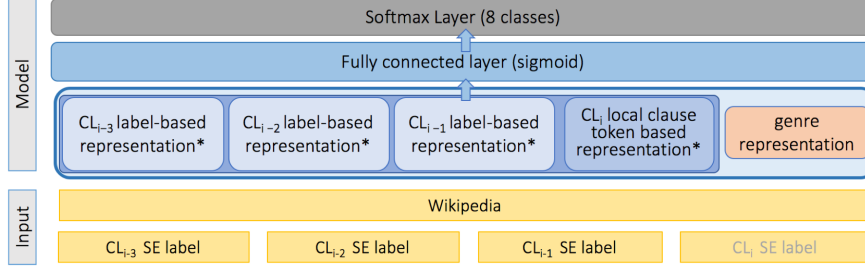 Softmax Layer (8 classes)
Model
Fully connected layer (sigmoid)
CLi-3 label-based
representation*
CLi-2 label-based
representation*
CLi-1 label-based
representation*
CLi local clause
token based
representation*
genre
representation
Input
Wikipedia
CLi-3 SE label
CLi-2 SE label
CLi-1 SE label
CLi SE label